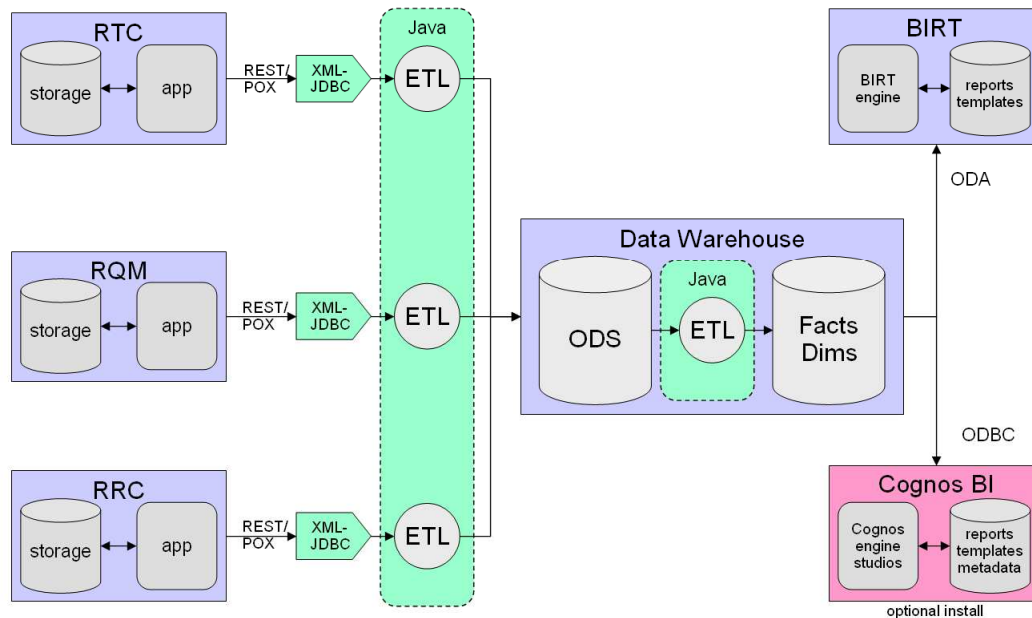 RTC
storage
app
REST/
POX
XML-
JDBC
Java
ETL
RQM
storage
app
REST/
POX
XML-
JDBC
ETL
RRC
storage
app
REST/
POX
XML-
JDBC
ETL
Data Warehouse
ODS
Java
ETL
Facts
Dims
BIRT
BIRT
engine
reports
templates
ODA
ODBC
Cognos BI
Cognos
engine
studios
reports
templates
metadata
optional install